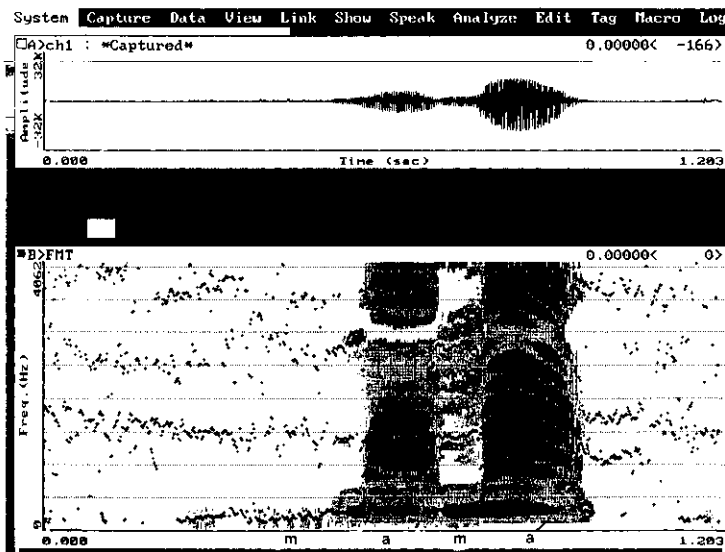 System Capture Data View Link Show Speak Analyze Edit Tag Macro Log
A>ch1 : *Captured* 0.00000< -166>
Amplitude
32K
-32K
0.000 Time (sec) 1.203
B>FMT 0.00000< 0>
4062
Freq.(Hz)
0
0.000 m a m a 1.203